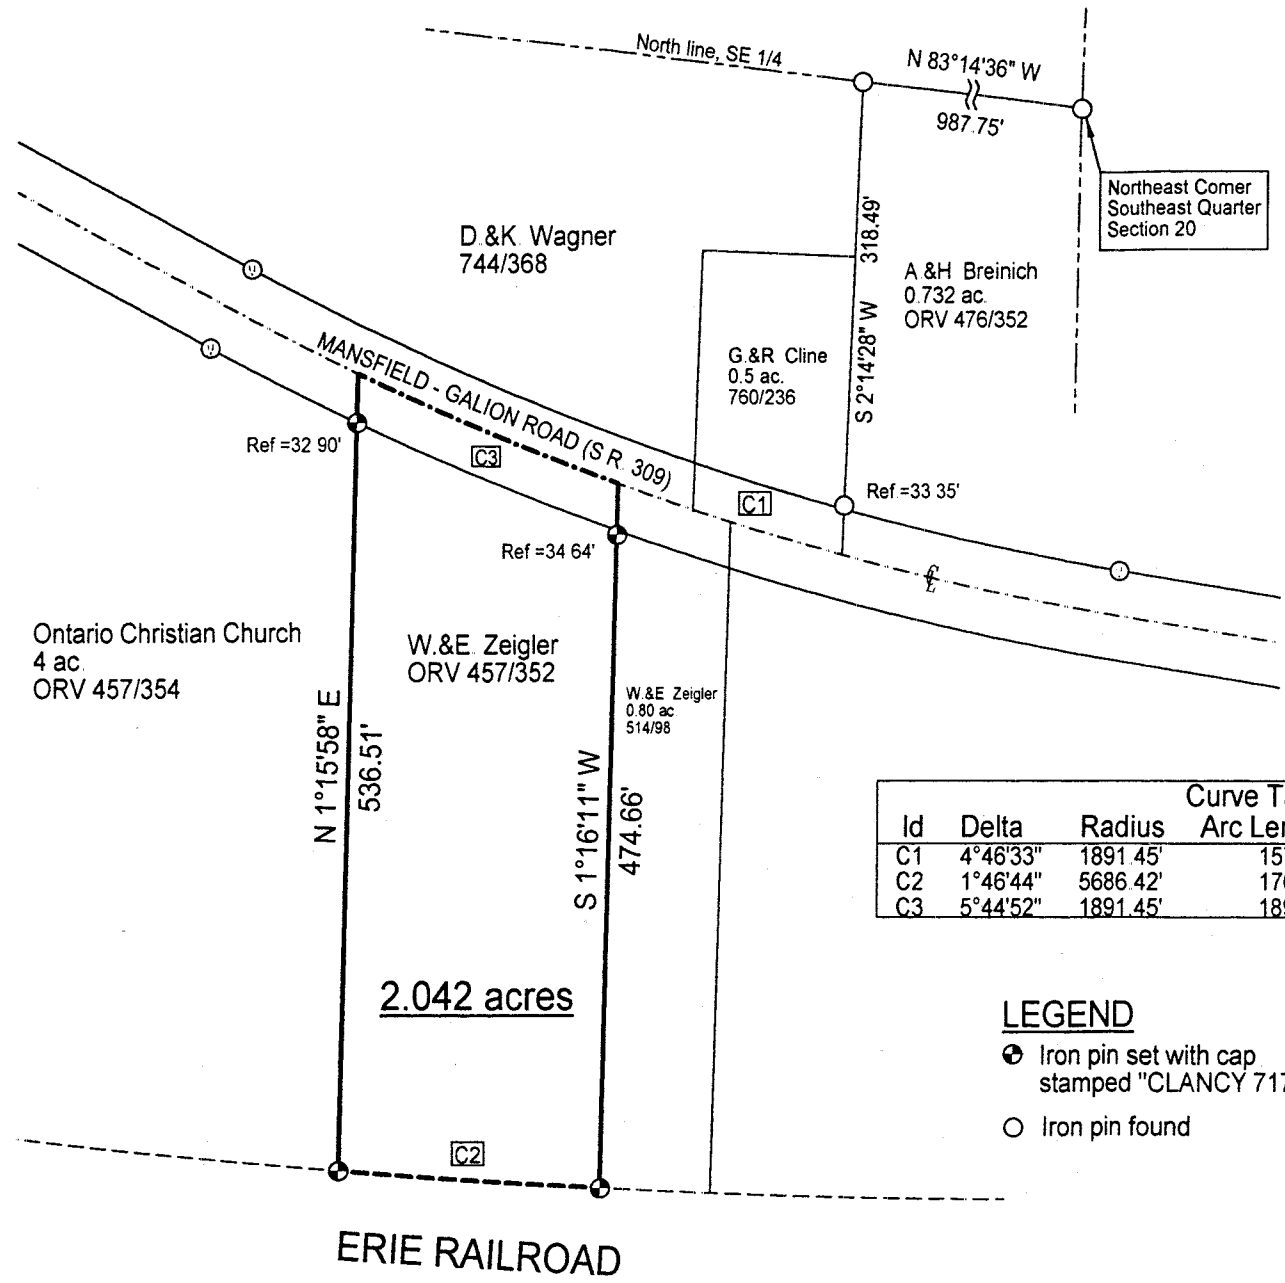 North line, SE 1/4
N 83°14'36" W
987.75'
Northeast Corner
Southeast Quarter
Section 20
D.&K. Wagner
744/368
318.49'
S 2°14'28" W
A.&H. Breinich
0.732 ac.
ORV 476/352
G.&R. Cline
0.5 ac.
760/236
MANSFIELD - GALION ROAD (S.R. 309)
Ref.=32.90'
C3
C1
Ref.=33.35'
Ref.=34.64'
Ontario Christian Church
4 ac.
ORV 457/354
W.&E. Zeigler
ORV 457/352
W.&E. Zeigler
0.80 ac.
514/98
N 1°15'58" E
536.51'
S 1°16'11" W
474.66'
Curve T
Id Delta Radius Arc Len
C1 4°46'33" 1891.45' 15
C2 1°46'44" 5686.42' 17
C3 5°44'52" 1891.45' 18
2.042 acres
LEGEND
Iron pin set with cap
stamped "CLANCY 717
Iron pin found
C2
ERIE RAILROAD